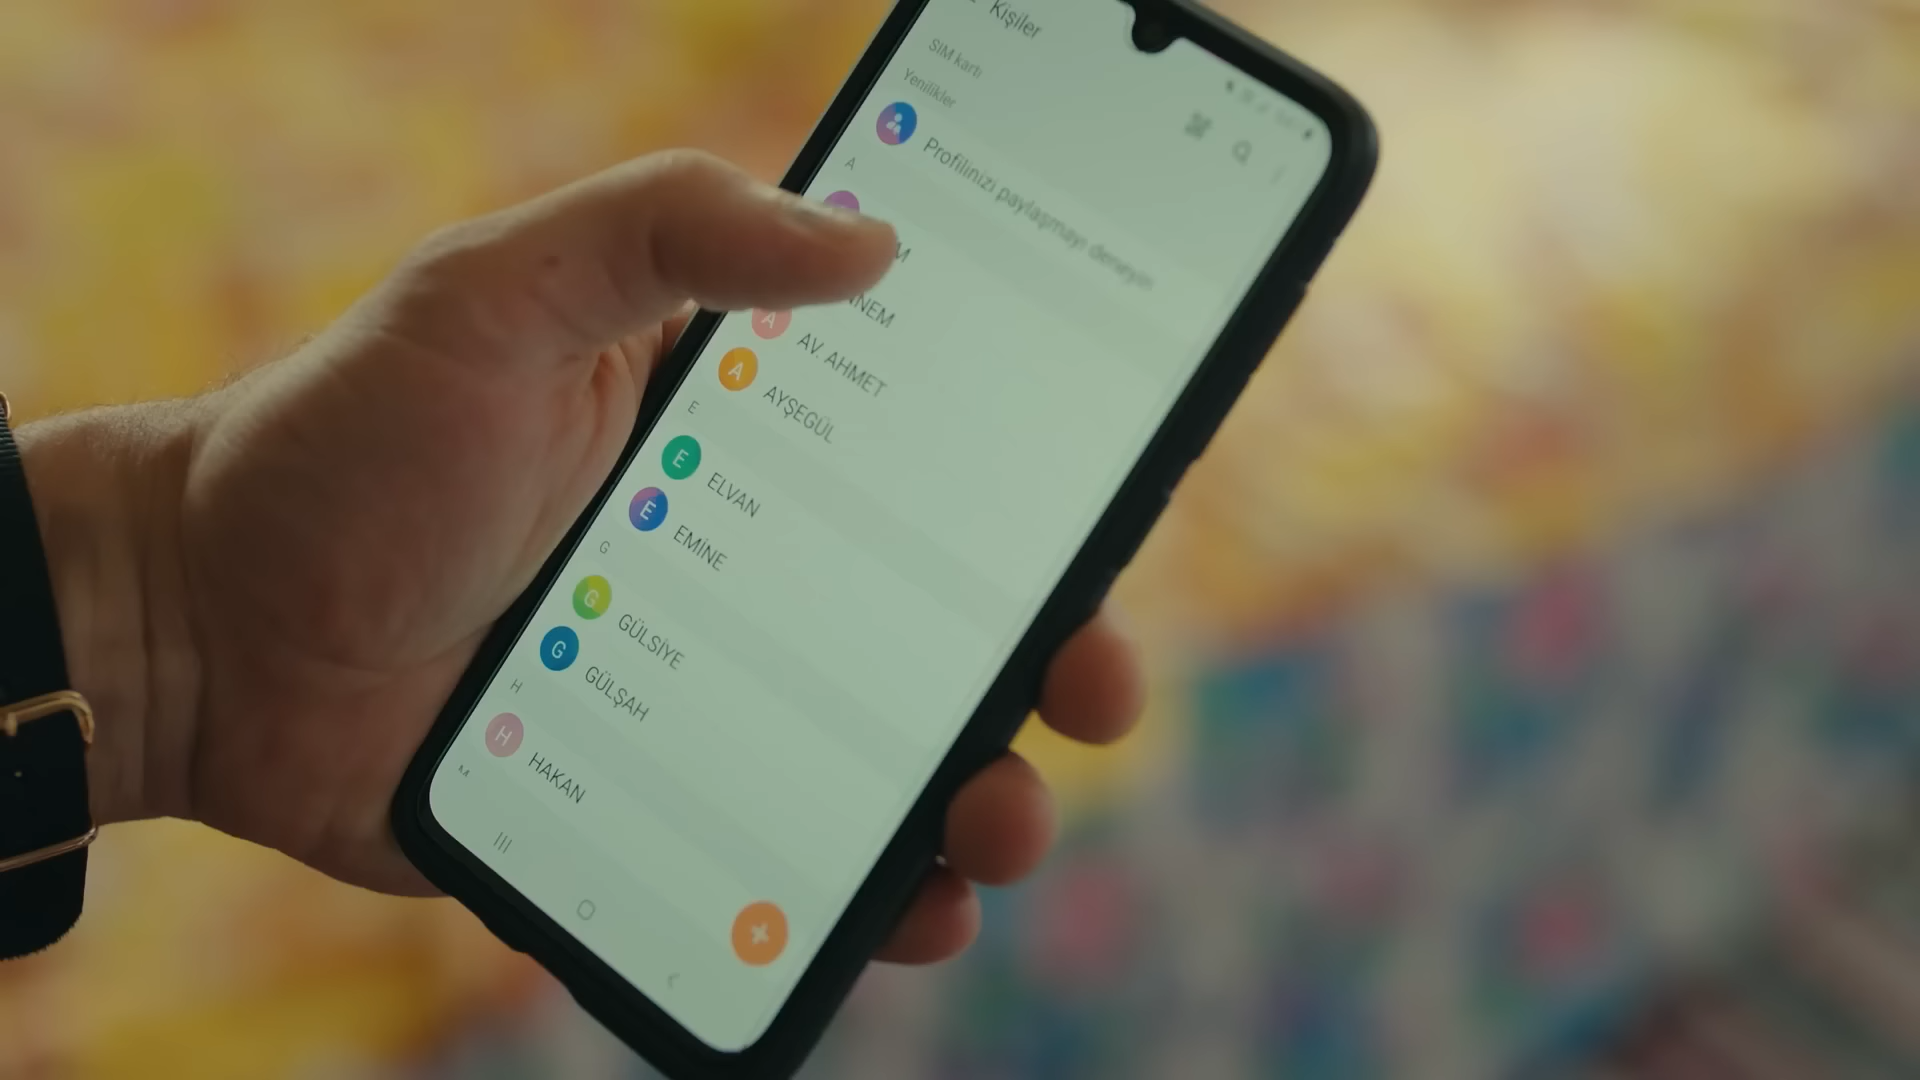 Kişiler
SIM kartı
Yenilikler
Profilinizi paylaşmayı deneyin
A
A
AV. AHMET
A
AYŞEGÜL
E
E
ELVAN
E
EMİNE
G
G
GÜLSİYE
G
GÜLŞAH
H
H
HAKAN
M